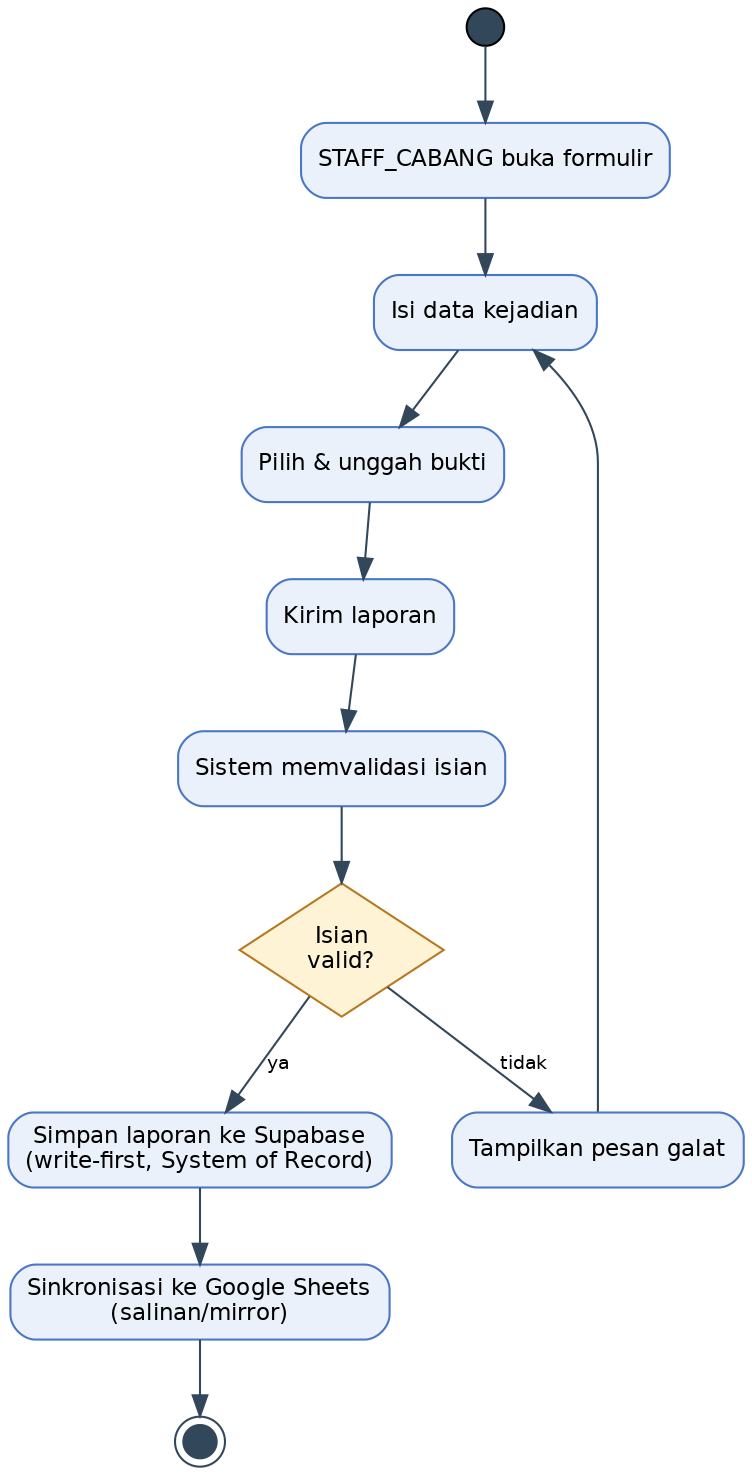 STAFF_CABANG buka formulir
Isi data kejadian
Pilih & unggah bukti
Kirim laporan
Sistem memvalidasi isian
Isian
valid?
ya
tidak
Simpan laporan ke Supabase
(write-first, System of Record)
Tampilkan pesan galat
Sinkronisasi ke Google Sheets
(salinan/mirror)